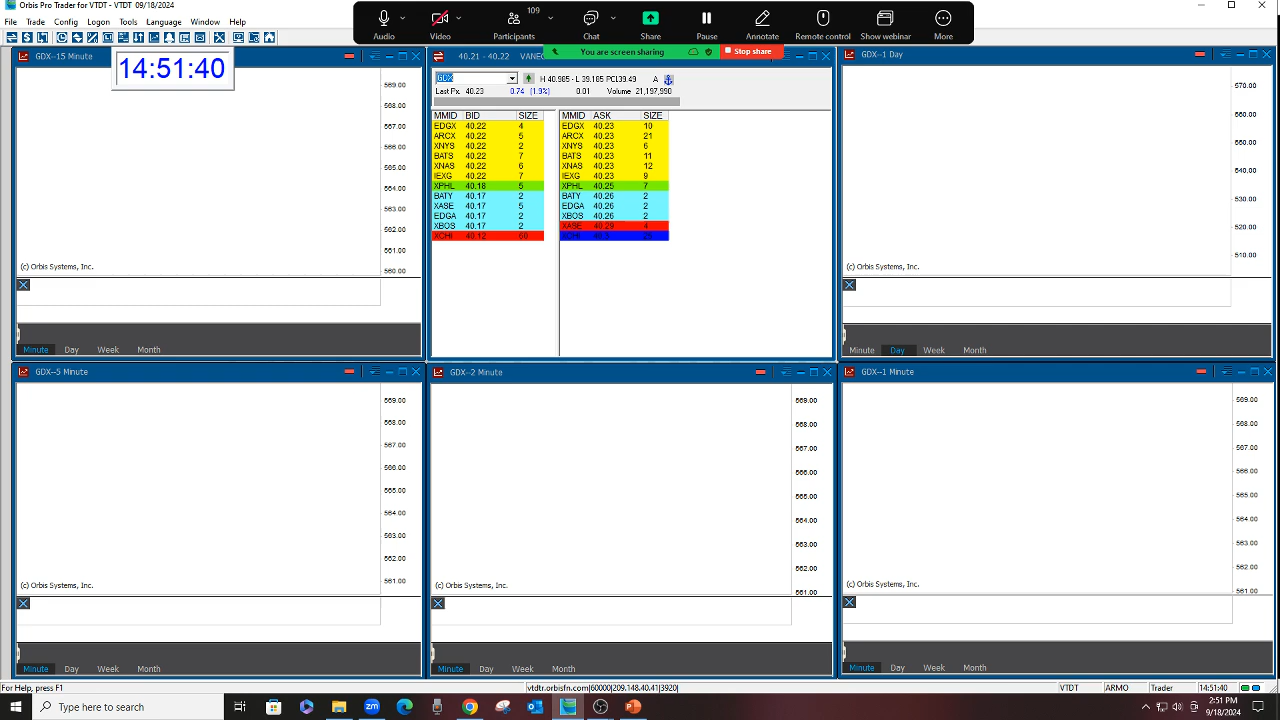 Orbis Pro Trader for VTDT - VTDT 09/18/2024
File Trade Config Logon Tools Language Window Help
109
Audio Video Participants Chat Share Pause Annotate Remote control Show webinar More
You are screen sharing Stop share
GDX--15 Minute
14:51:40
40.21 - 40.22 VANEC
GDX--1 Day
GDX H 40.985 - L 39.185 PCL39.49 A
Last Px. 40.23 0.74 (1.9%) 0.01 Volume 21,197,990
MMID BID SIZE MMID ASK SIZE
EDGX 40.22 4 EDGX 40.23 10
ARCX 40.22 5 ARCX 40.23 21
XNYS 40.22 2 XNYS 40.23 6
BATS 40.22 7 BATS 40.23 11
XNAS 40.22 6 XNAS 40.23 12
IEXG 40.22 7 IEXG 40.23 9
XPHL 40.18 5 XPHL 40.25 7
BATY 40.17 2 BATY 40.26 2
XASE 40.17 5 EDGA 40.26 2
EDGA 40.17 2 XBOS 40.26 2
XBOS 40.17 2 XASE 40.29 4
XCHI 40.12 60 XCHI
569.00
568.00
567.00
566.00
565.00
564.00
563.00
562.00
561.00
560.00
570.00
560.00
550.00
540.00
530.00
520.00
510.00
(c) Orbis Systems, Inc.
(c) Orbis Systems, Inc.
Minute Day Week Month
Minute Day Week Month
GDX--5 Minute
GDX--2 Minute
GDX--1 Minute
569.00
568.00
567.00
566.00
565.00
564.00
563.00
562.00
561.00
569.00
568.00
567.00
566.00
565.00
564.00
563.00
562.00
561.00
569.00
568.00
567.00
566.00
565.00
564.00
563.00
562.00
561.00
(c) Orbis Systems, Inc.
(c) Orbis Systems, Inc.
(c) Orbis Systems, Inc.
Minute Day Week Month
Minute Day Week Month
Minute Day Week Month
For Help, press F1 vtdtr.orbisfn.com|60000|209.148.40.41|3920| VTDT ARMO Trader 14:51:40
Type here to search
2:51 PM
9/18/2024